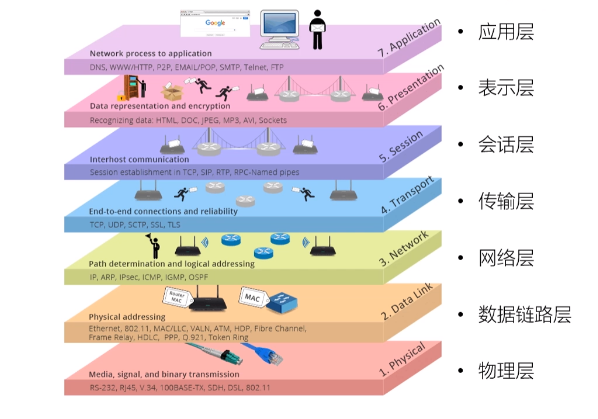 Google
7. Application
Network process to application
DNS, WWW/HTTP, P2P, EMAIL/POP, SMTP, Telnet, FTP
• 应用层
6. Presentation
Data representation and encryption
Recognizing data: HTML, DOC, JPEG, MP3, AVI, Sockets
• 表示层
5. Session
Interhost communication
Session establishment in TCP, SIP, RTP, RPC-Named pipes
• 会话层
4. Transport
End-to-end connections and reliability
TCP, UDP, SCTP, SSL, TLS
• 传输层
3. Network
Path determination and logical addressing
IP, ARP, IPsec, ICMP, IGMP, OSPF
• 网络层
2. Data Link
Router
MAC
MAC
Physical addressing
Ethernet, 802.11, MAC/LLC, VALN, ATM, HDP, Fibre Channel,
Frame Relay, HDLC, PPP, Q.921, Token Ring
• 数据链路层
1. Physical
Media, signal, and binary transmission
RS-232, RJ45, V.34, 100BASE-TX, SDH, DSL, 802.11
• 物理层